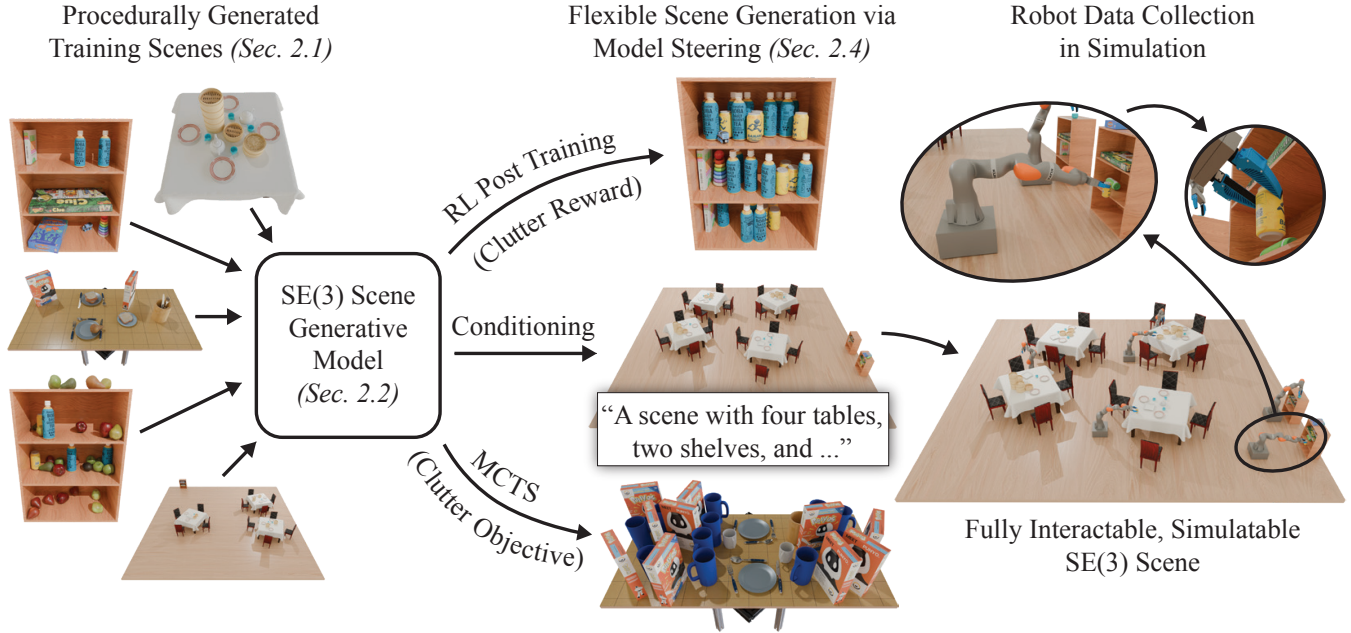 Procedurally Generated
Training Scenes (Sec. 2.1)
Flexible Scene Generation via
Model Steering (Sec. 2.4)
Robot Data Collection
in Simulation
SE(3) Scene
Generative
Model
(Sec. 2.2)
RL Post Training
(Clutter Reward)
Conditioning
“A scene with four tables,
two shelves, and ...”
MCTS
(Clutter Objective)
Fully Interactable, Simulatable
SE(3) Scene
Clue